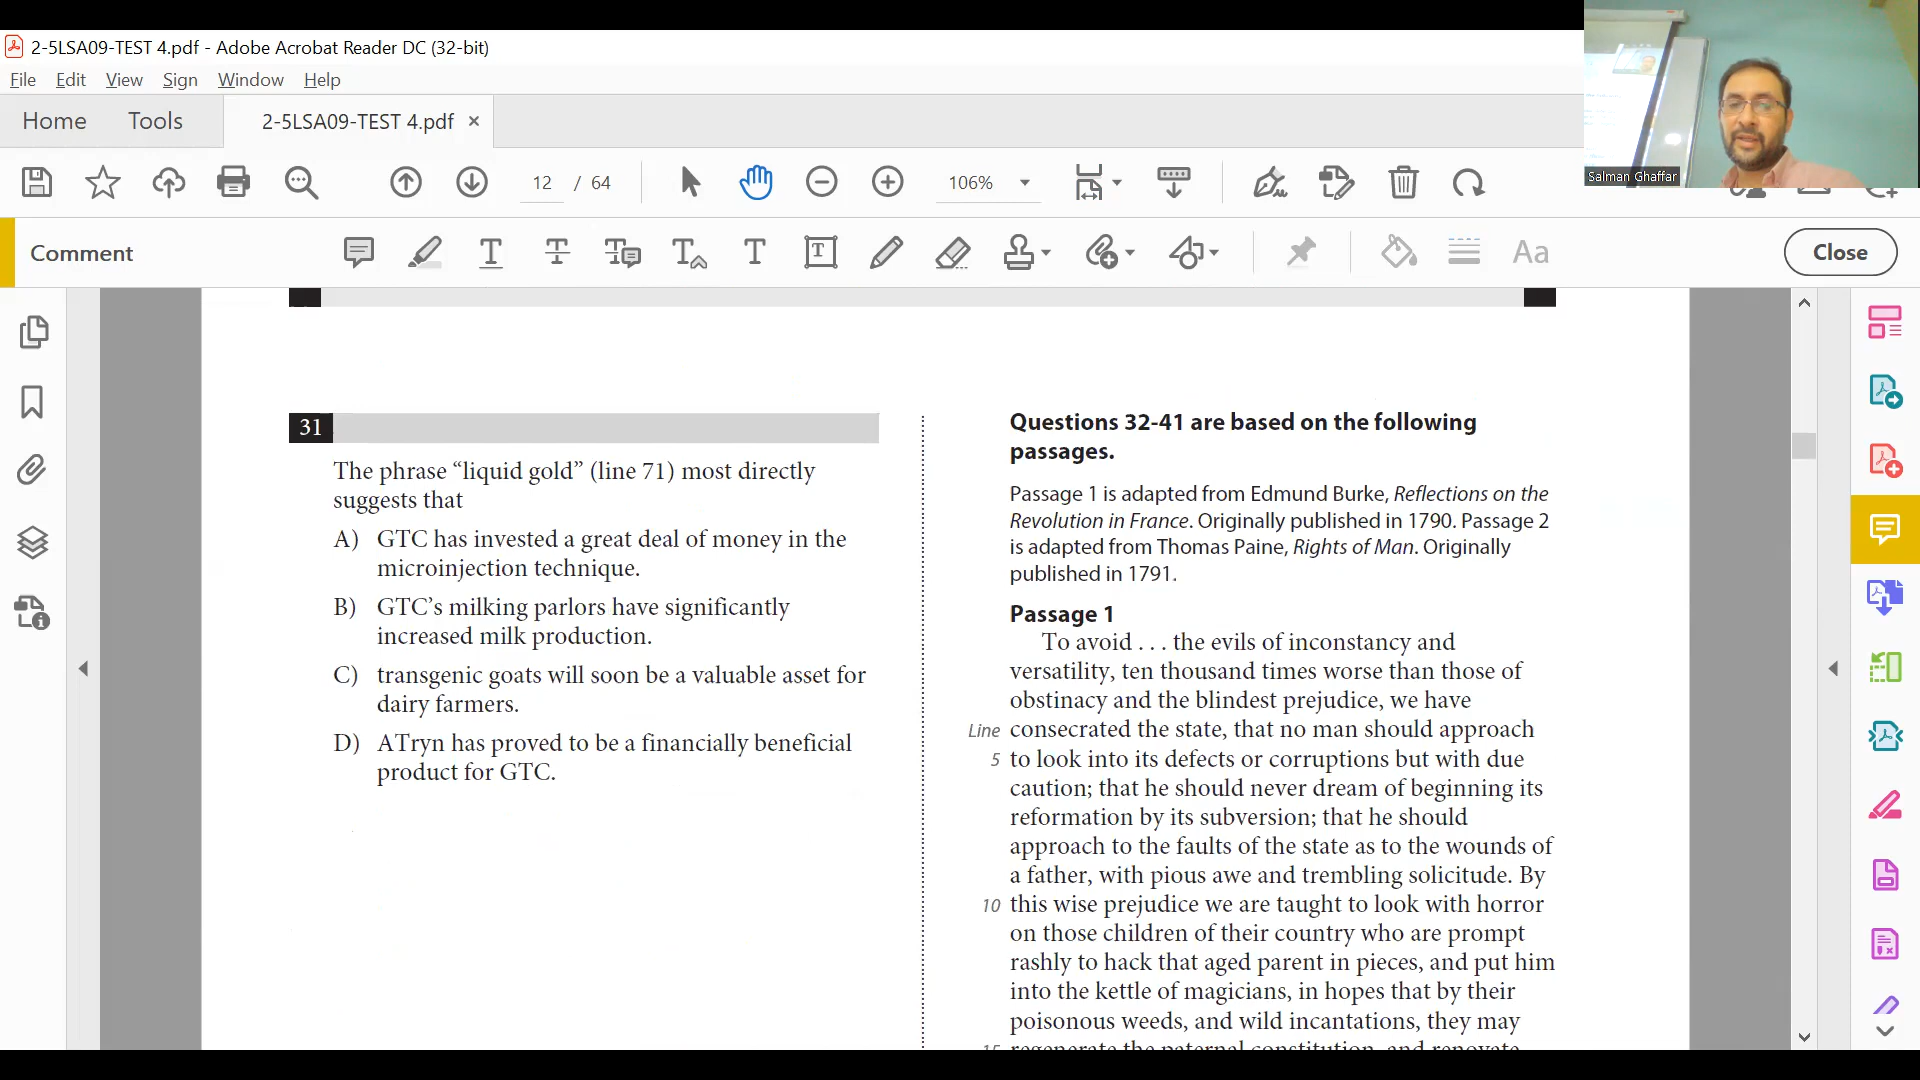 2-5LSA09-TEST 4.pdf - Adobe Acrobat Reader DC (32-bit)
File Edit View Sign Window Help
Home Tools 2-5LSA09-TEST 4.pdf ×
12 / 64 106%
Salman Ghaffar
Comment Aa Close
31
The phrase “liquid gold” (line 71) most directly
suggests that
A) GTC has invested a great deal of money in the
microinjection technique.
B) GTC’s milking parlors have significantly
increased milk production.
C) transgenic goats will soon be a valuable asset for
dairy farmers.
D) ATryn has proved to be a financially beneficial
product for GTC.
Questions 32-41 are based on the following
passages.
Passage 1 is adapted from Edmund Burke, Reflections on the
Revolution in France. Originally published in 1790. Passage 2
is adapted from Thomas Paine, Rights of Man. Originally
published in 1791.
Passage 1
To avoid . . . the evils of inconstancy and
versatility, ten thousand times worse than those of
obstinacy and the blindest prejudice, we have
Line consecrated the state, that no man should approach
5 to look into its defects or corruptions but with due
caution; that he should never dream of beginning its
reformation by its subversion; that he should
approach to the faults of the state as to the wounds of
a father, with pious awe and trembling solicitude. By
10 this wise prejudice we are taught to look with horror
on those children of their country who are prompt
rashly to hack that aged parent in pieces, and put him
into the kettle of magicians, in hopes that by their
poisonous weeds, and wild incantations, they may
15 regenerate the paternal constitution, and renovate